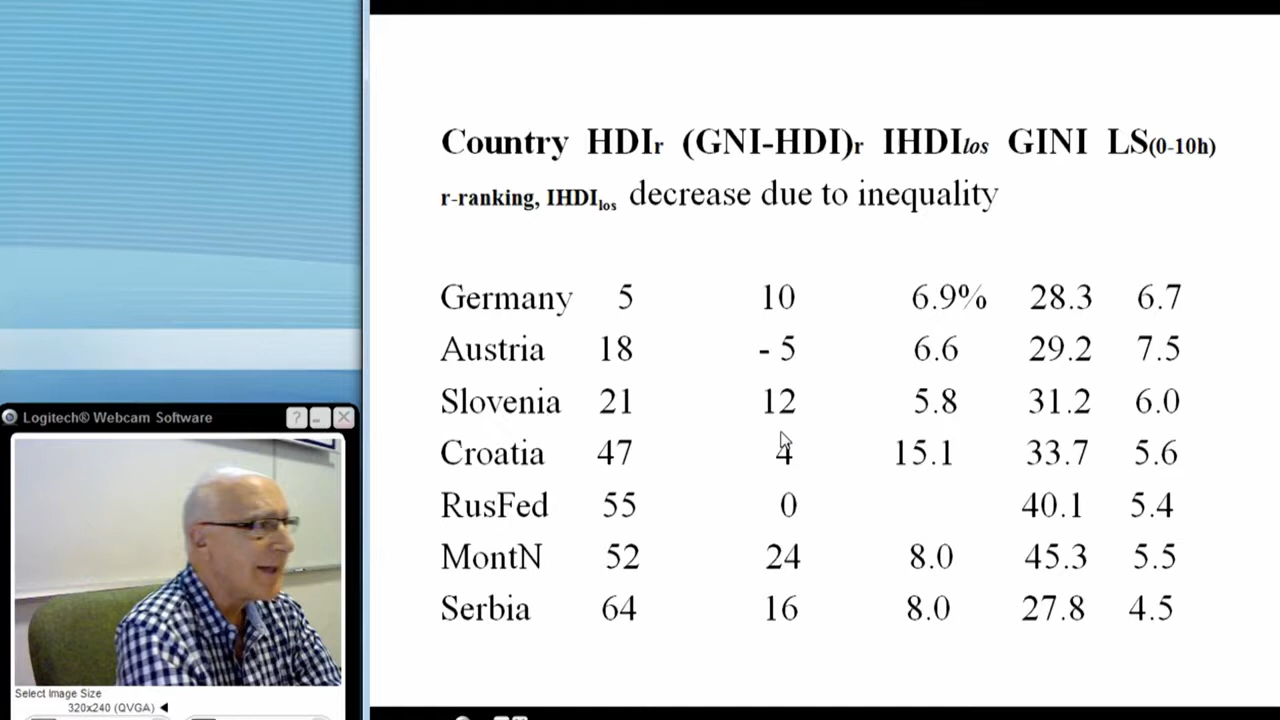 Country HDIr (GNI-HDI)r IHDIlos GINI LS(0-10h)
r-ranking, IHDIlos decrease due to inequality
Germany 5 10 6.9% 28.3 6.7
Austria 18 - 5 6.6 29.2 7.5
Slovenia 21 12 5.8 31.2 6.0
Croatia 47 4 15.1 33.7 5.6
RusFed 55 0 40.1 5.4
MontN 52 24 8.0 45.3 5.5
Serbia 64 16 8.0 27.8 4.5
Logitech® Webcam Software
Select Image Size
320x240 (QVGA)